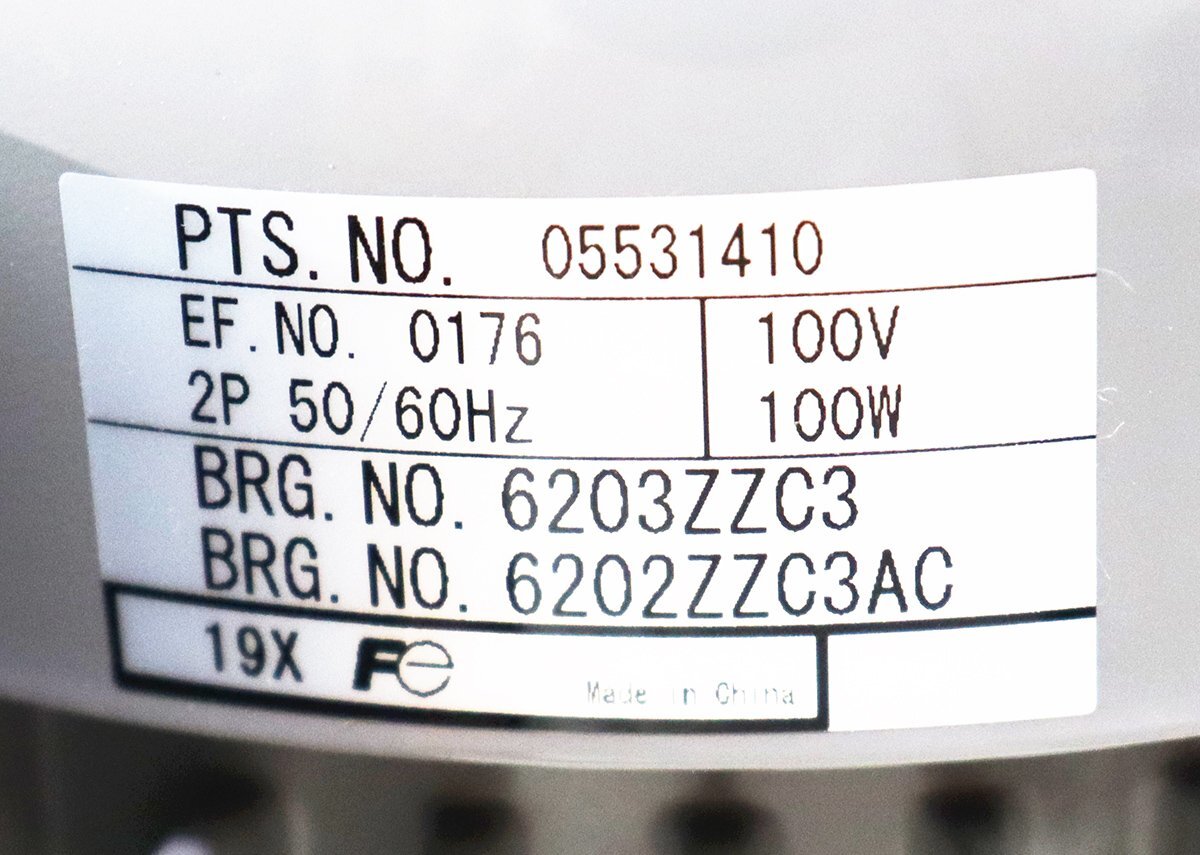 PTS. NO. 05531410
EF. NO. 0176 100V
2P 50/60Hz 100W
BRG. NO. 6203ZZC3
BRG. NO. 6202ZZC3AC
19X Fe
Made in China